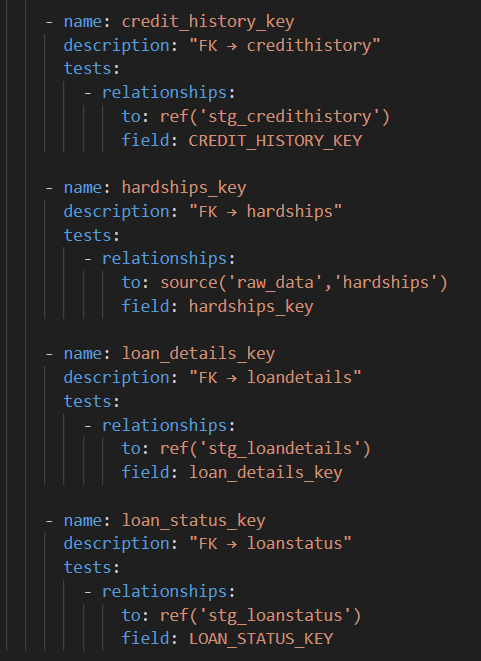 - name: credit_history_key
description: "FK → credithistory"
tests:
- relationships:
to: ref('stg_credithistory')
field: CREDIT_HISTORY_KEY
- name: hardships_key
description: "FK → hardships"
tests:
- relationships:
to: source('raw_data','hardships')
field: hardships_key
- name: loan_details_key
description: "FK → loandetails"
tests:
- relationships:
to: ref('stg_loandetails')
field: loan_details_key
- name: loan_status_key
description: "FK → loanstatus"
tests:
- relationships:
to: ref('stg_loanstatus')
field: LOAN_STATUS_KEY